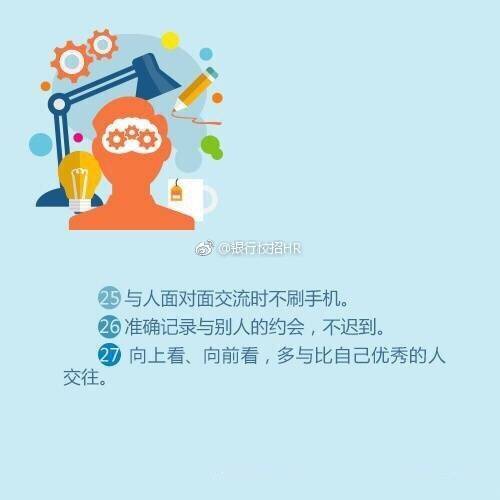 @银行校招HR
25 与人面对面交流时不刷手机。
26 准确记录与别人的约会，不迟到。
27 向上看、向前看，多与比自己优秀的人
交往。